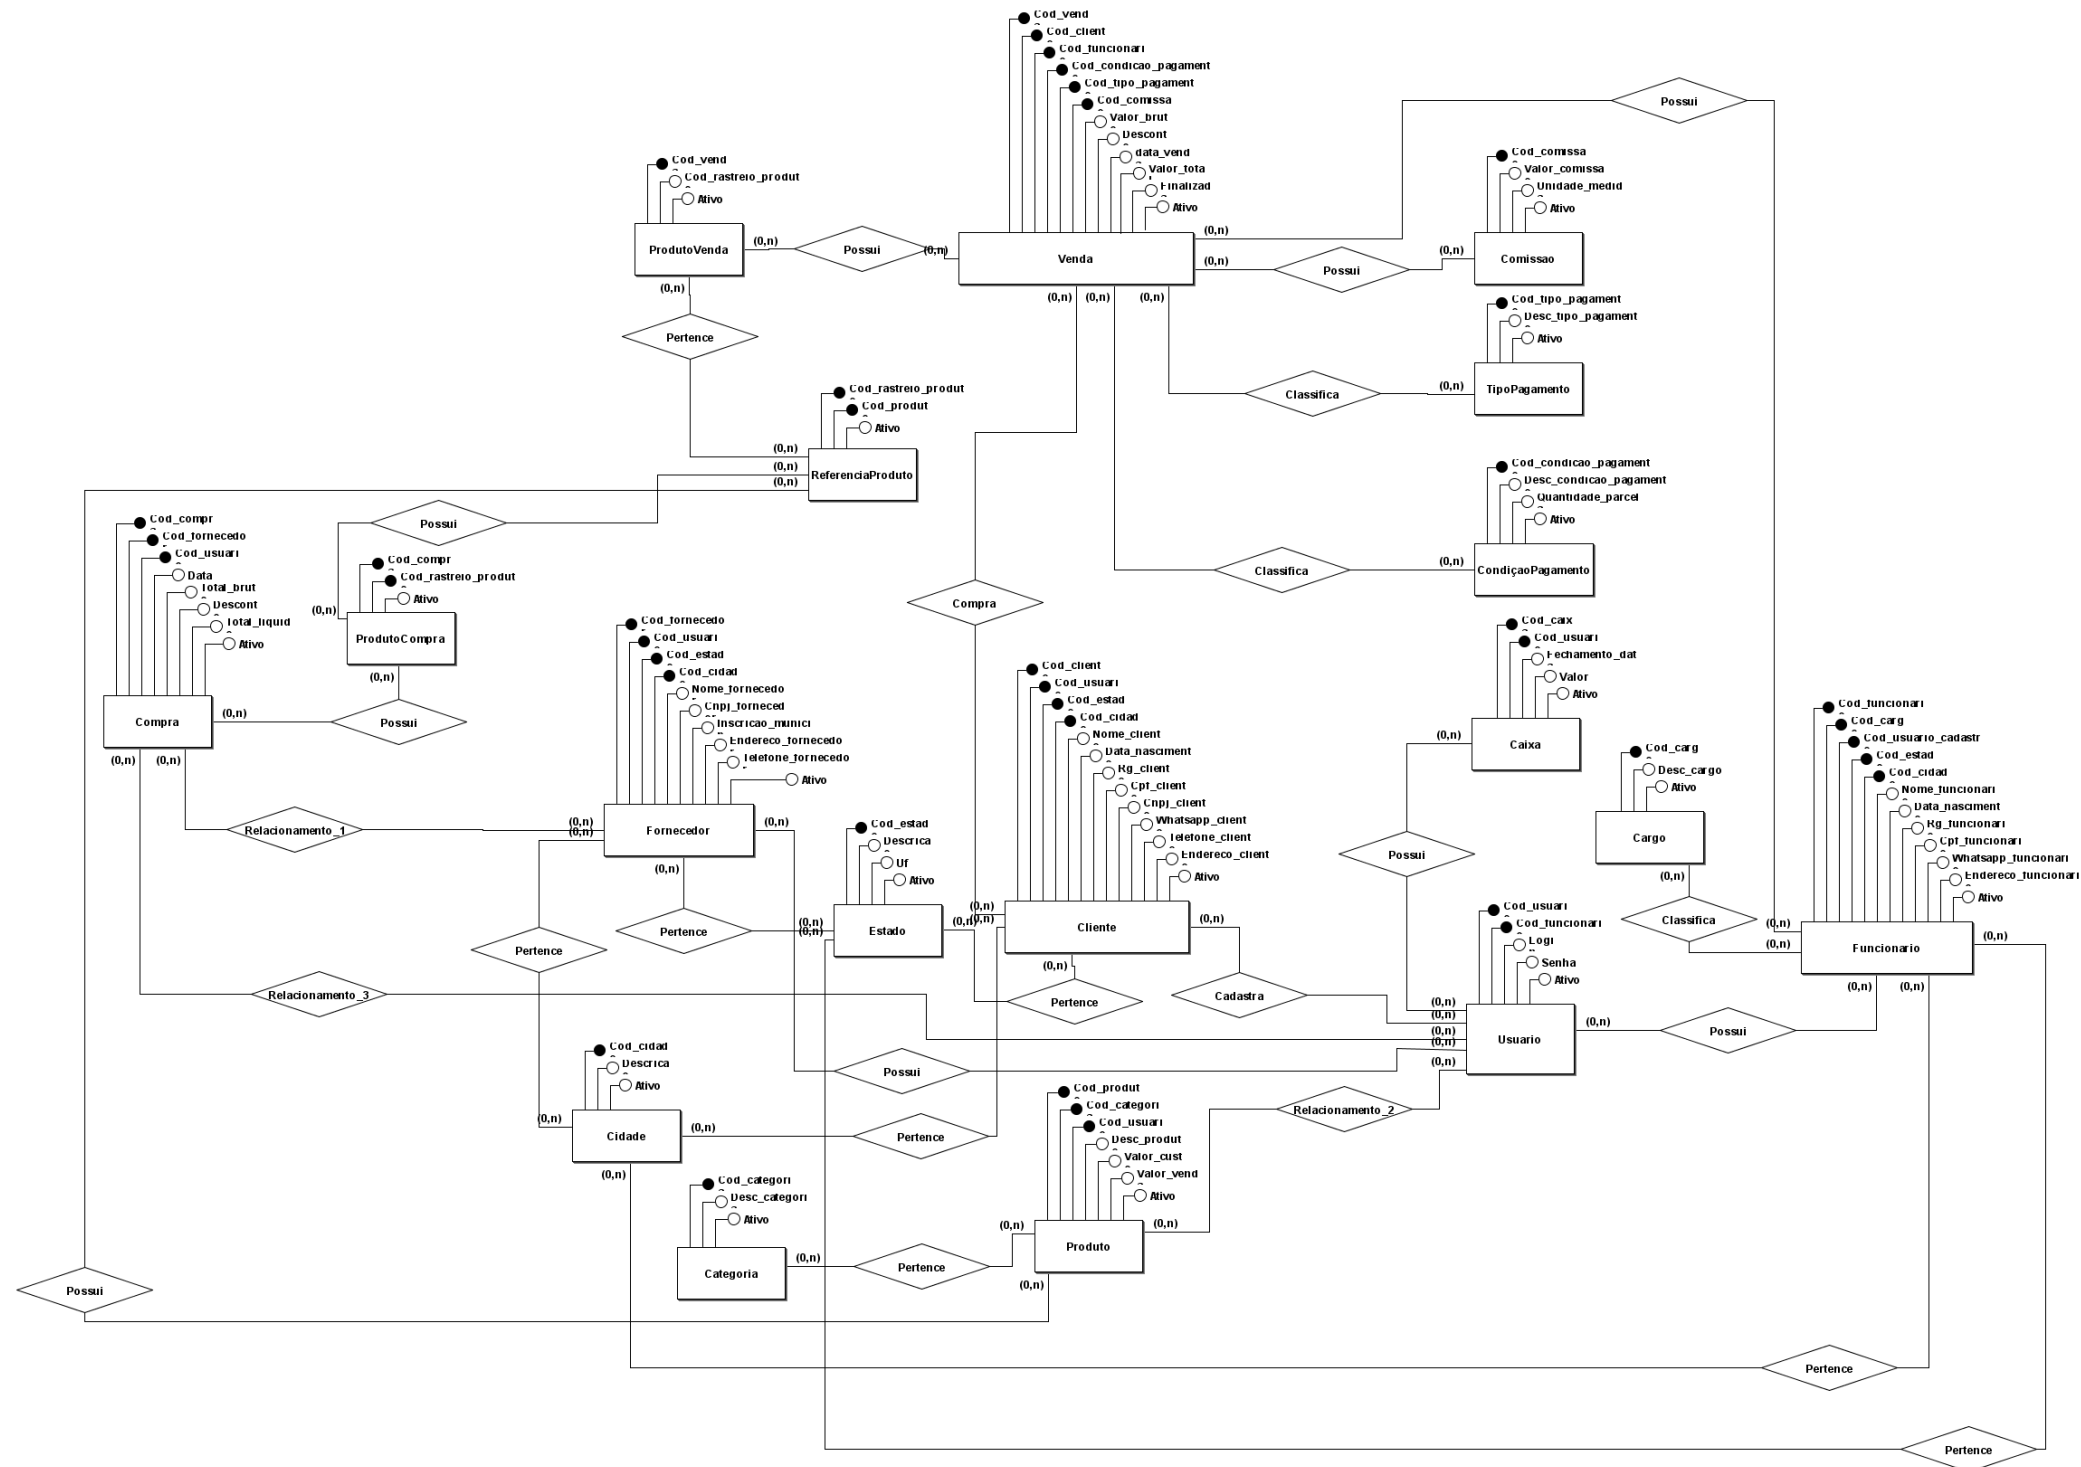 Cod_vend
Cod_client
Cod_funcionari
Cod_condicao_pagament
Cod_tipo_pagament
Cod_comissa
Valor_brut
Descont
data_vend
Valor_tota
Finalizad
Ativo
Venda
(0,n)
(0,n)
(0,n)
(0,n)
(0,n)
(0,n)
Possui
Cod_vend
Cod_rastreio_produt
Ativo
ProdutoVenda
(0,n)
(0,n)
Possui
Pertence
Cod_comissa
Valor_comissa
Unidade_medid
Ativo
Comissao
(0,n)
Possui
Cod_tipo_pagament
Desc_tipo_pagament
Ativo
TipoPagamento
(0,n)
Classifica
Cod_rastreio_produt
Cod_produt
Ativo
ReferenciaProduto
(0,n)
(0,n)
(0,n)
Possui
Cod_condicao_pagament
Desc_condicao_pagament
Quantidade_parcel
Ativo
CondiçaoPagamento
(0,n)
Classifica
Compra
Cod_compr
Cod_fornecedo
Cod_usuari
Data
Total_brut
Descont
Total_liquid
Ativo
Compra
(0,n)
(0,n)
(0,n)
Cod_compr
Cod_rastreio_produt
Ativo
ProdutoCompra
(0,n)
(0,n)
Possui
Relacionamento_1
Cod_fornecedo
Cod_usuari
Cod_estad
Cod_cidad
Nome_fornecedo
Cnpj_forneced
Inscricao_munici
Endereco_fornecedo
Telefone_fornecedo
Ativo
Fornecedor
(0,n)
(0,n)
(0,n)
(0,n)
Pertence
Pertence
Cod_estad
Descrica
Uf
Ativo
Estado
(0,n)
(0,n)
(0,n)
Cod_client
Cod_usuari
Cod_estad
Cod_cidad
Nome_client
Data_nasciment
Rg_client
Cpf_client
Cnpj_client
Whatsapp_client
Telefone_client
Endereco_client
Ativo
Cliente
(0,n)
(0,n)
(0,n)
(0,n)
Pertence
Cadastra
Cod_caix
Cod_usuari
Fechamento_dat
Valor
Ativo
Caixa
(0,n)
Possui
Cod_carg
Desc_cargo
Ativo
Cargo
(0,n)
Classifica
Cod_funcionari
Cod_carg
Cod_usuario_cadastr
Cod_estad
Cod_cidad
Nome_funcionari
Data_nasciment
Rg_funcionari
Cpf_funcionari
Whatsapp_funcionari
Endereco_funcionari
Ativo
Funcionario
(0,n)
(0,n)
(0,n)
(0,n)
(0,n)
Cod_usuari
Cod_funcionari
Logi
Senha
Ativo
Usuario
(0,n)
(0,n)
(0,n)
(0,n)
(0,n)
(0,n)
Possui
Relacionamento_3
Possui
Cod_cidad
Descrica
Ativo
Cidade
(0,n)
(0,n)
(0,n)
Pertence
Cod_produt
Cod_categori
Cod_usuari
Desc_produt
Valor_cust
Valor_vend
Ativo
Produto
(0,n)
(0,n)
(0,n)
Relacionamento_2
Cod_categori
Desc_categori
Ativo
Categoria
(0,n)
Pertence
Possui
Pertence
Pertence